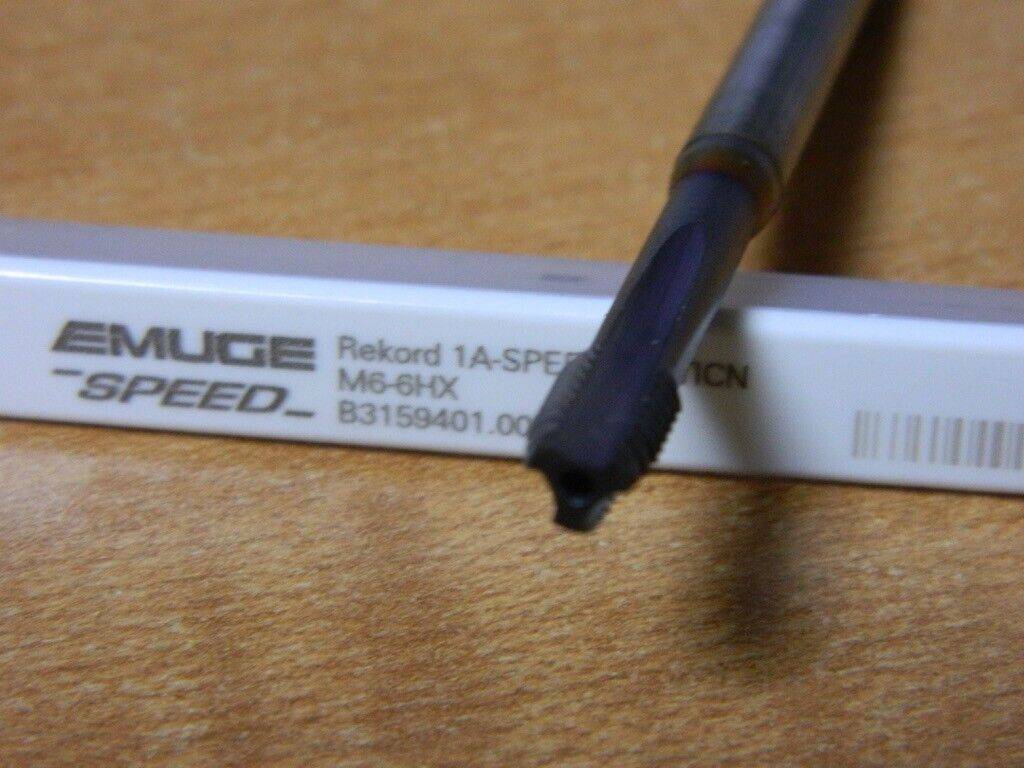 EMUGE
-SPEED-
Rekord 1A-SPEE
M6-6HX
B3159401.00